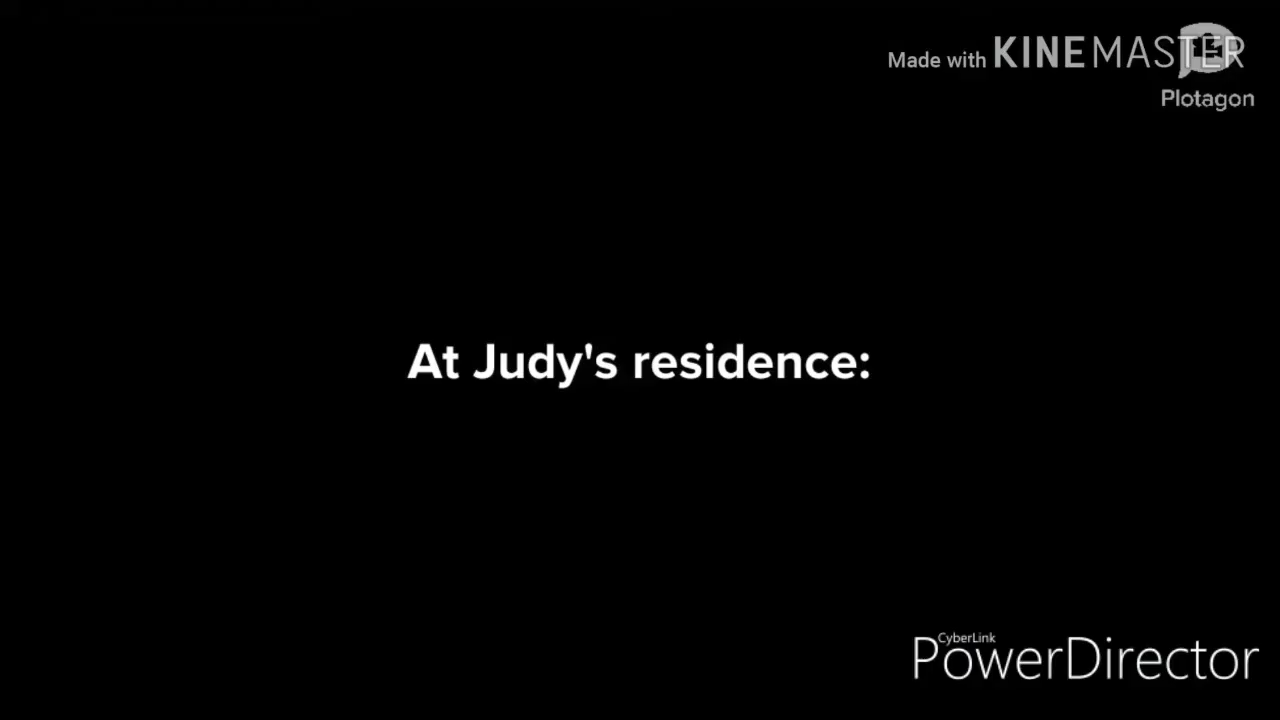 Made with KINEMASTER
Plotagon
At Judy's residence:
CyberLink
PowerDirector